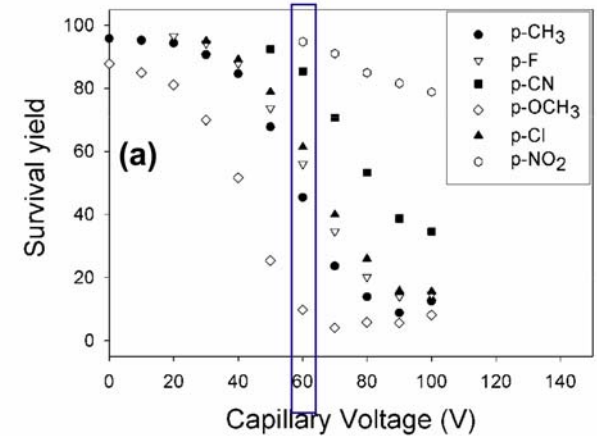 100
80
60
40
20
0
Survival yield
(a)
p-CH3
p-F
p-CN
p-OCH3
p-Cl
p-NO2
0 20 40 60 80 100 120 140
Capillary Voltage (V)